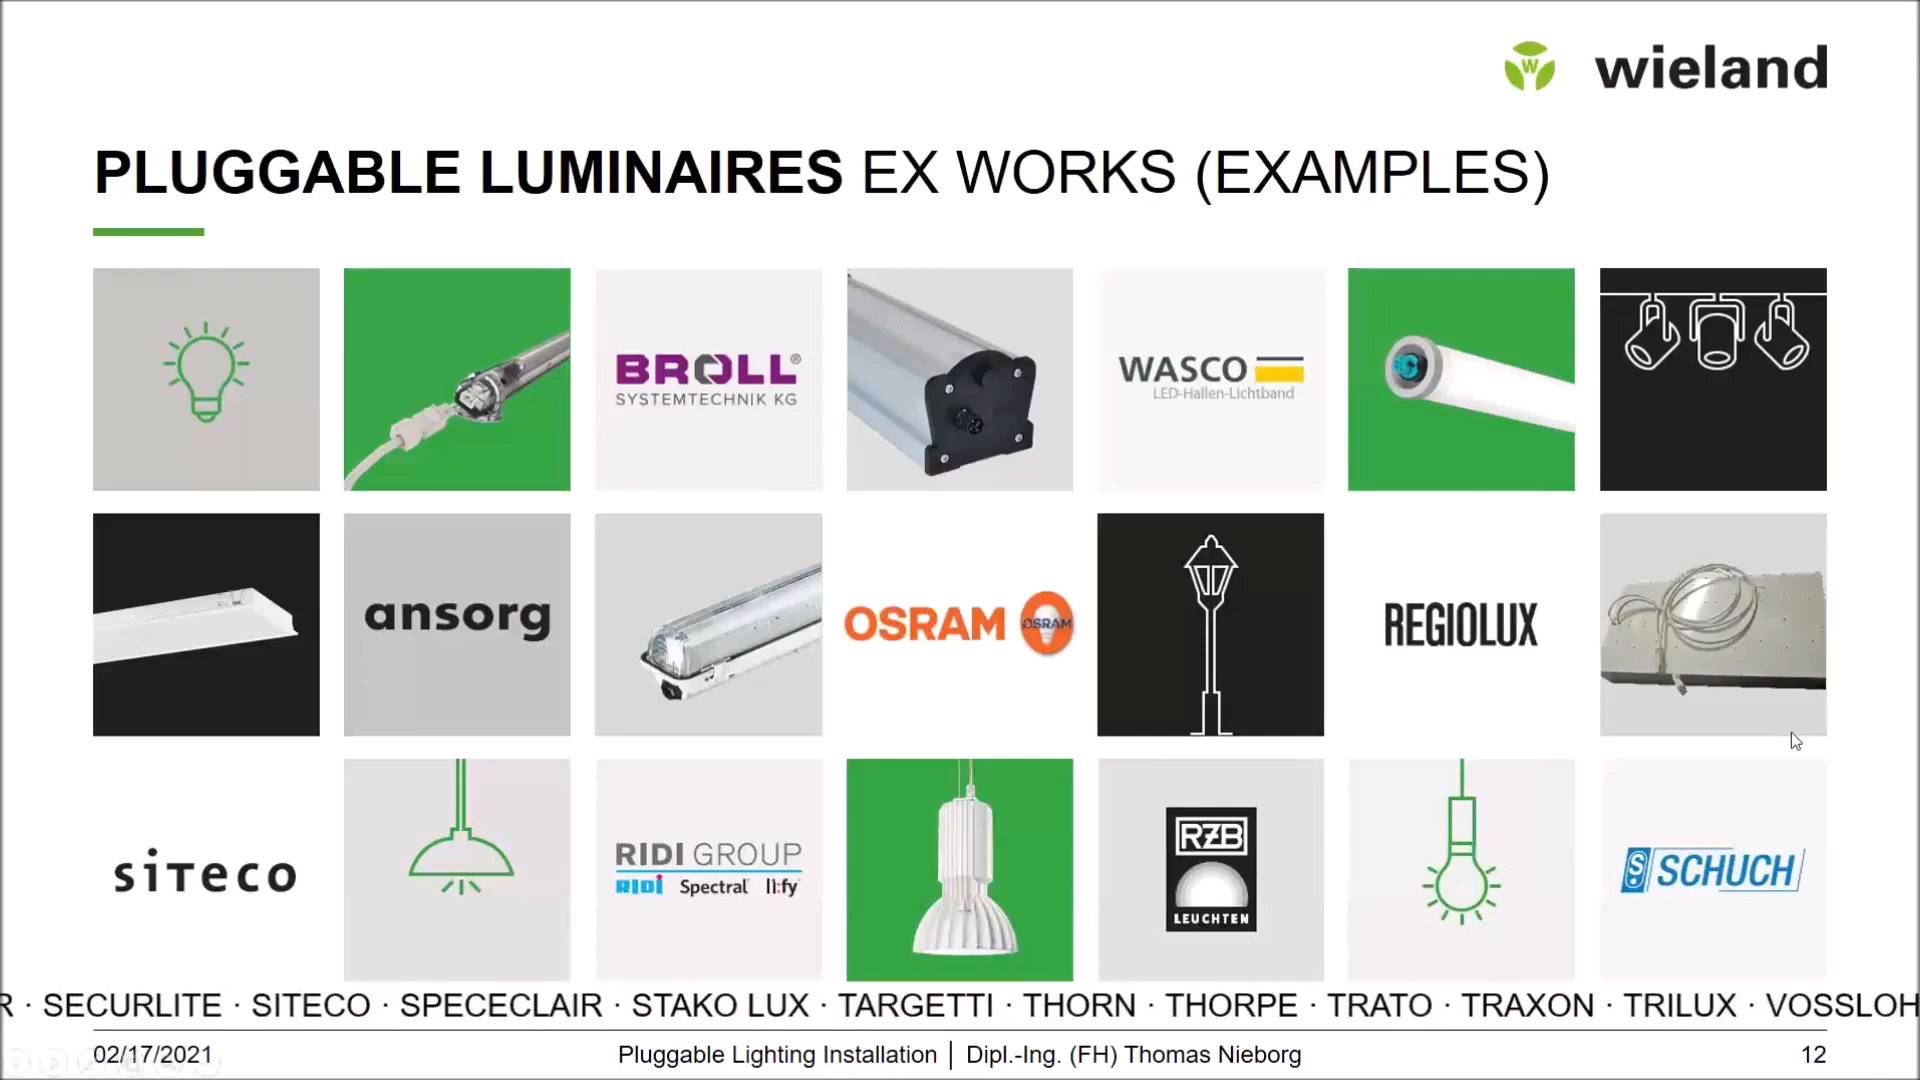 wieland
PLUGGABLE LUMINAIRES EX WORKS (EXAMPLES)
BROLL®
SYSTEMTECHNIK KG
WASCO
LED-Hallen-Lichtband
ansorg
OSRAM OSRAM
REGIOLUX
siteco
RIDI GROUP
RIDI Spectral li:fy
RZB
LEUCHTEN
S SCHUCH
R · SECURLITE · SITECO · SPECECLAIR · STAKO LUX · TARGETTI · THORN · THORPE · TRATO · TRAXON · TRILUX · VOSSLOH
02/17/2021 Pluggable Lighting Installation | Dipl.-Ing. (FH) Thomas Nieborg 12